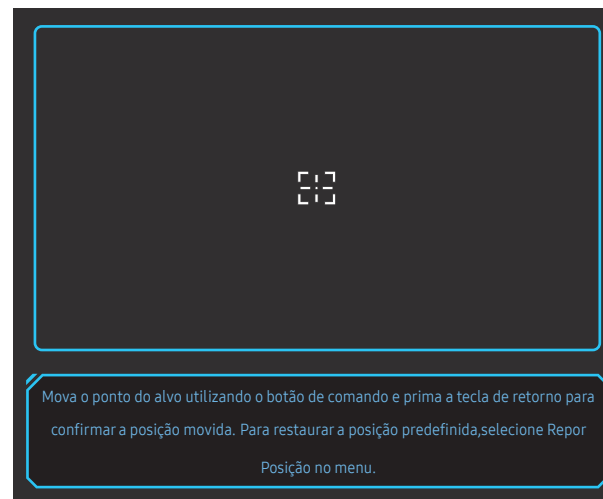 Mova o ponto do alvo utilizando o botão de comando e prima a tecla de retorno para
confirmar a posição movida. Para restaurar a posição predefinida,selecione Repor
Posição no menu.